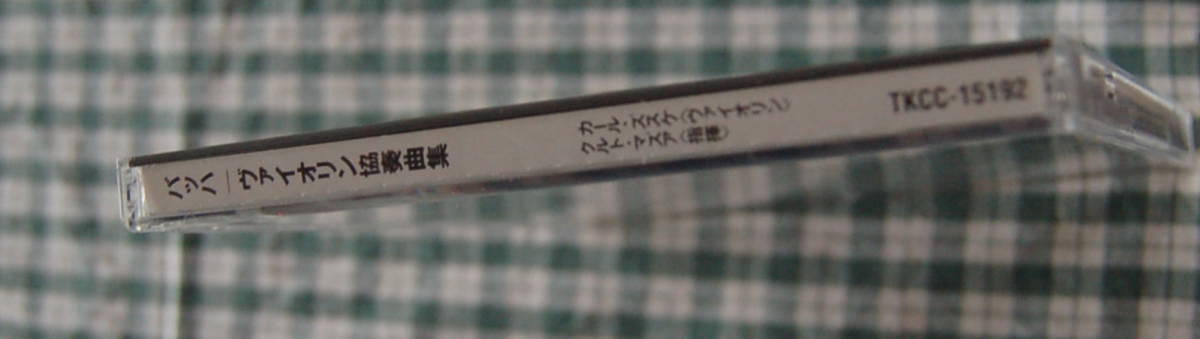 バッハ｜ヴァイオリン協奏曲集
カール・ズスケ(ヴァイオリン)
クルト・マズア(指揮)
TKCC-15192